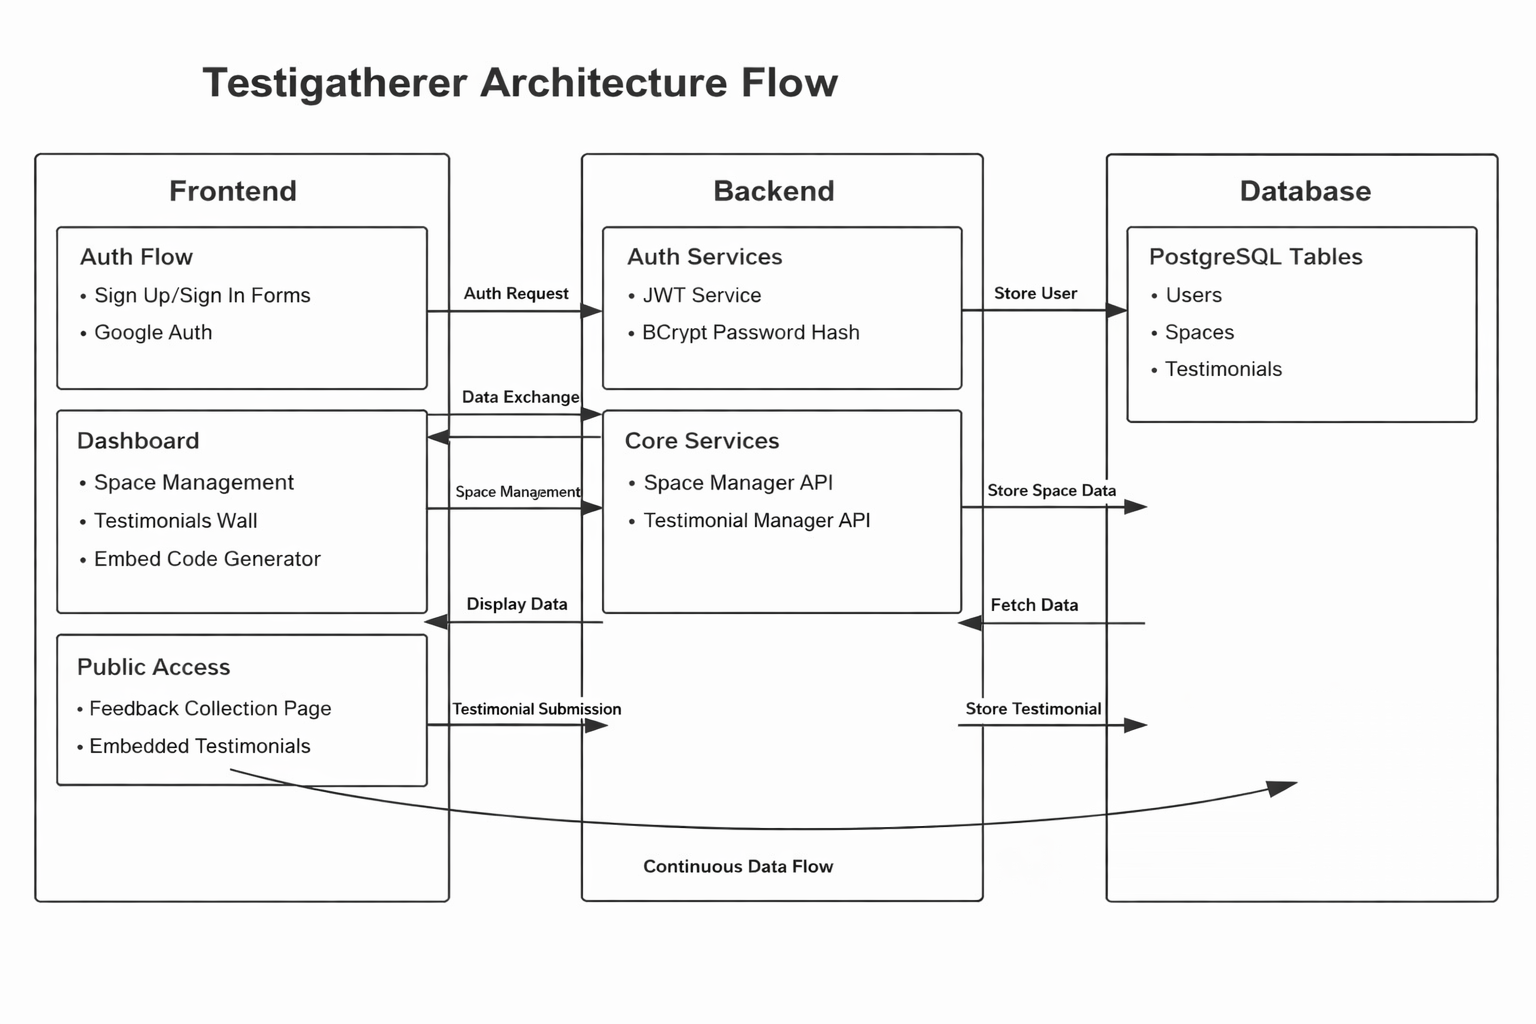 Testigatherer Architecture Flow
Frontend
Auth Flow
• Sign Up/Sign In Forms
• Google Auth
Dashboard
• Space Management
• Testimonials Wall
• Embed Code Generator
Public Access
• Feedback Collection Page
• Embedded Testimonials
Auth Request
Data Exchange
Space Management
Display Data
Testimonial Submission
Backend
Auth Services
• JWT Service
• BCrypt Password Hash
Core Services
• Space Manager API
• Testimonial Manager API
Continuous Data Flow
Store User
Store Space Data
Fetch Data
Store Testimonial
Database
PostgreSQL Tables
• Users
• Spaces
• Testimonials